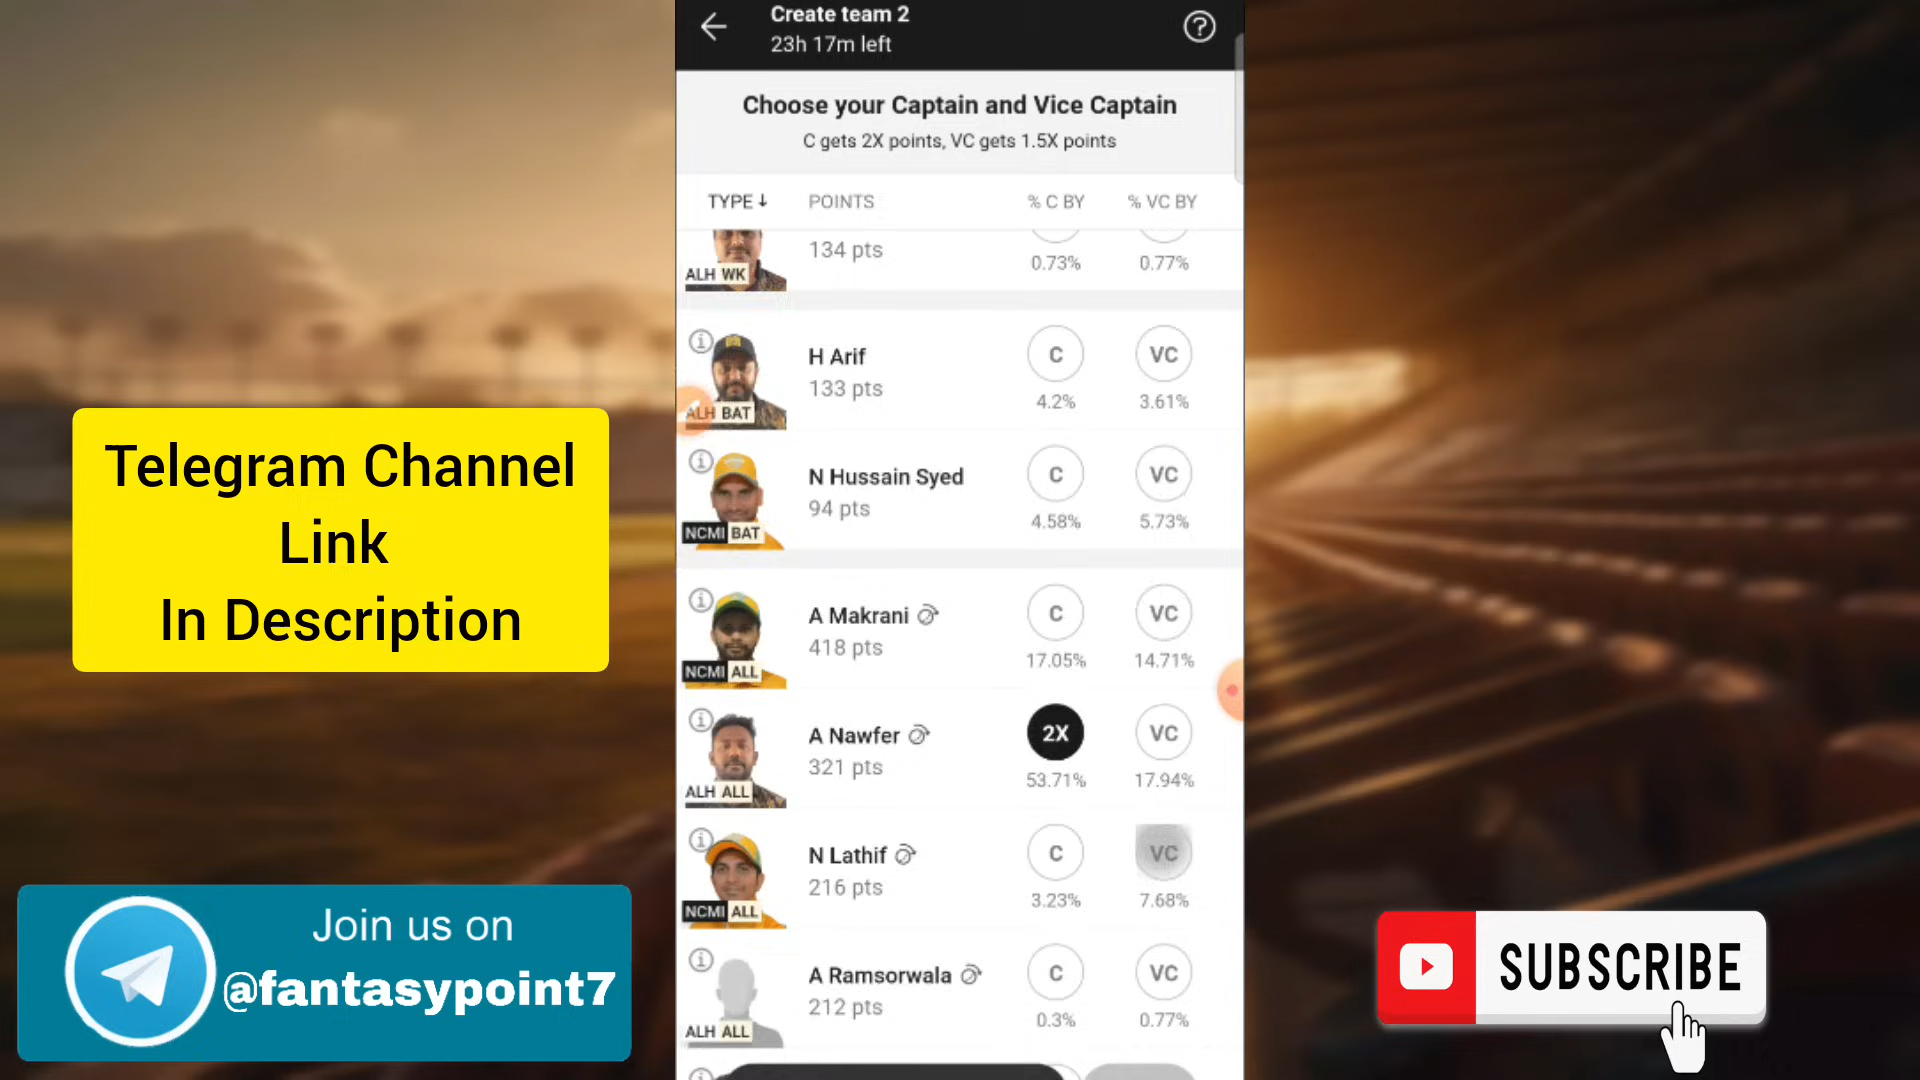 Create team 2
23h 17m left
Choose your Captain and Vice Captain
C gets 2X points, VC gets 1.5X points
TYPE↓ POINTS % C BY % VC BY
134 pts 0.73% 0.77%
ALH WK
H Arif C VC
133 pts 4.2% 3.61%
ALH BAT
N Hussain Syed C VC
94 pts 4.58% 5.73%
NCMI BAT
A Makrani C VC
418 pts 17.05% 14.71%
NCMI ALL
A Nawfer 2X VC
321 pts 53.71% 17.94%
ALH ALL
N Lathif C VC
216 pts 3.23% 7.68%
NCMI ALL
A Ramsorwala C VC
212 pts 0.3% 0.77%
ALH ALL
Telegram Channel
Link
In Description
Join us on
@fantasypoint7
SUBSCRIBE